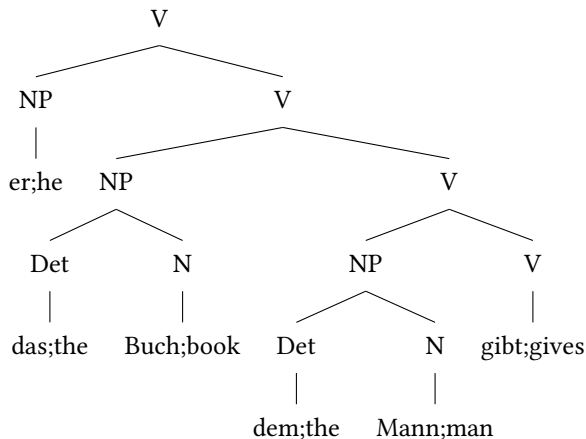 V
NP V
er;he NP V
Det N NP V
das;the Buch;book Det N gibt;gives
dem;the Mann;man